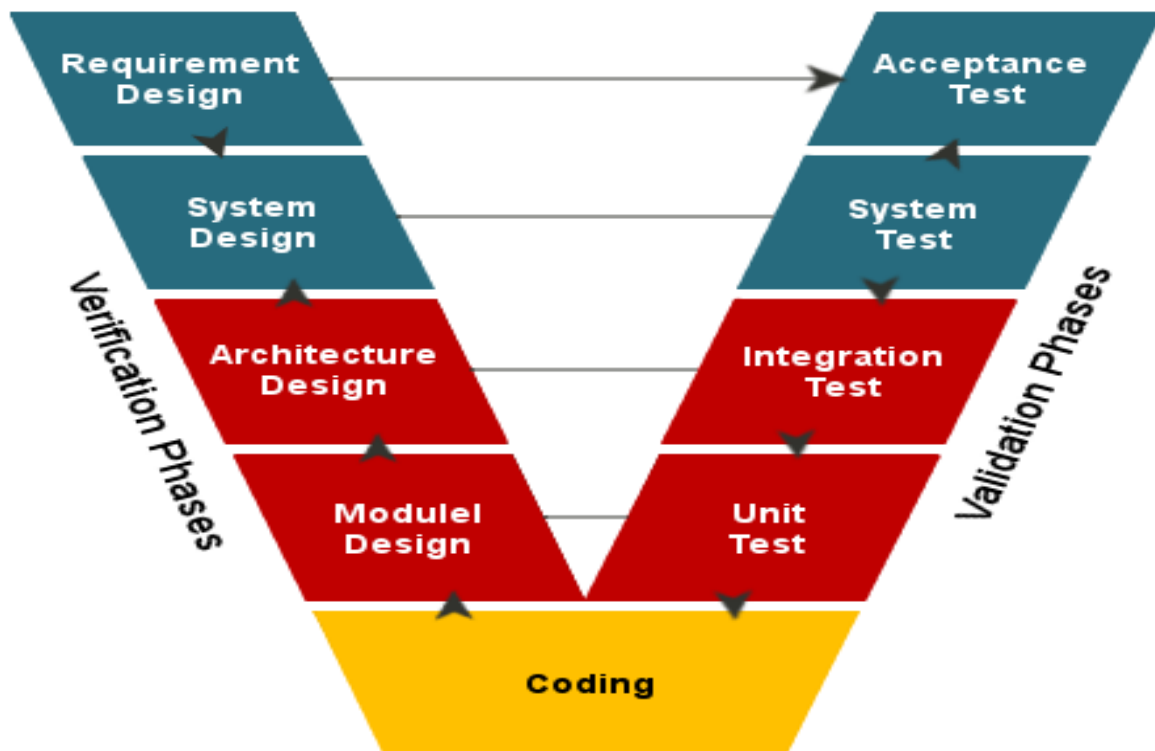 Requirement
Design
Acceptance
Test
System
Design
System
Test
Verification Phases
Architecture
Design
Integration
Test
Validation Phases
Modulel
Design
Unit
Test
Coding